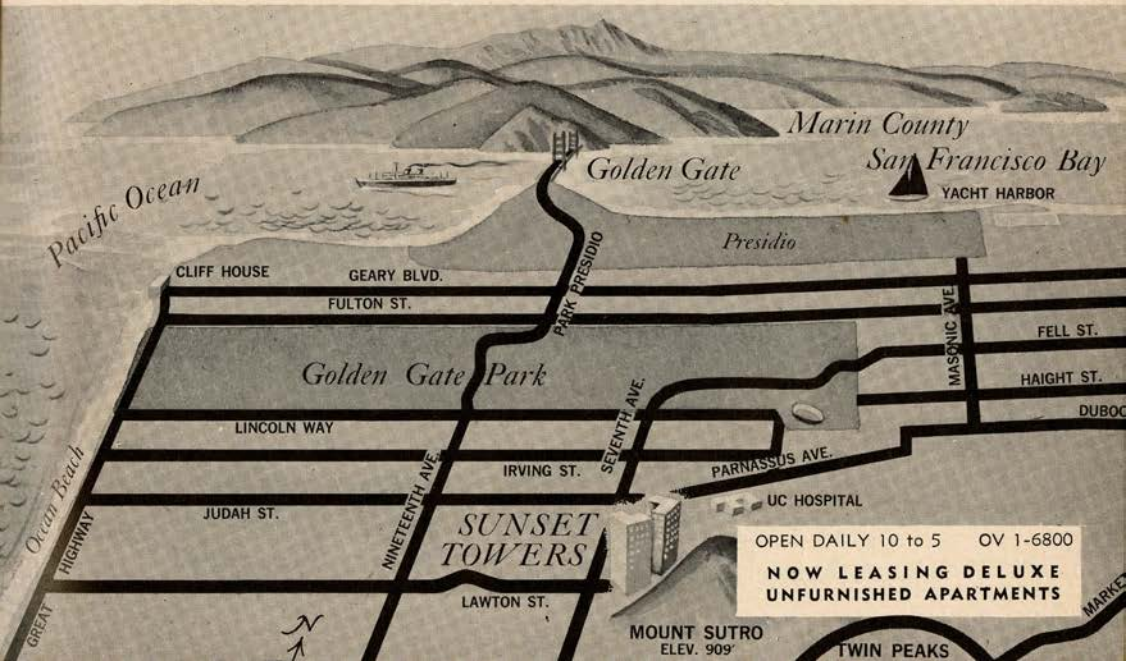 Marin County
San Francisco Bay
Golden Gate
YACHT HARBOR
Pacific Ocean
Presidio
CLIFF HOUSE
GEARY BLVD.
PARK PRESIDIO
FULTON ST.
MASONIC AVE.
FELL ST.
Golden Gate Park
HAIGHT ST.
SEVENTH AVE.
DUBOC
LINCOLN WAY
PARNASSUS AVE.
IRVING ST.
NINETEENTH AVE.
Ocean Beach
UC HOSPITAL
JUDAH ST.
SUNSET
TOWERS
OPEN DAILY 10 to 5 OV 1-6800
NOW LEASING DELUXE
UNFURNISHED APARTMENTS
GREAT HIGHWAY
LAWTON ST.
MARKET
N
MOUNT SUTRO
ELEV. 909'
TWIN PEAKS